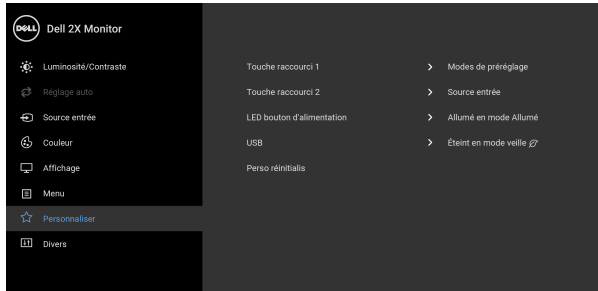 DELL Dell 2X Monitor
Luminosité/Contraste
Réglage auto
Source entrée
Couleur
Affichage
Menu
Personnaliser
Divers
Touche raccourci 1 Modes de préréglage
Touche raccourci 2 Source entrée
LED bouton d'alimentation Allumé en mode Allumé
USB Éteint en mode veille
Perso réinitialis